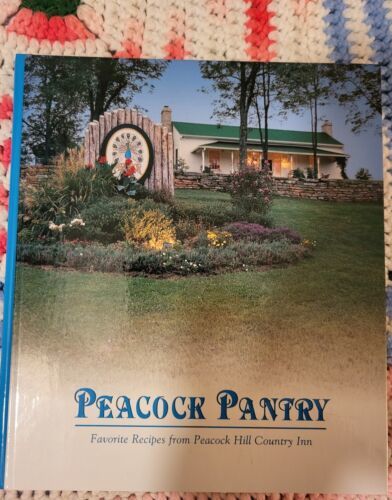 PEACOCK PANTRY
Favorite Recipes from Peacock Hill Country Inn